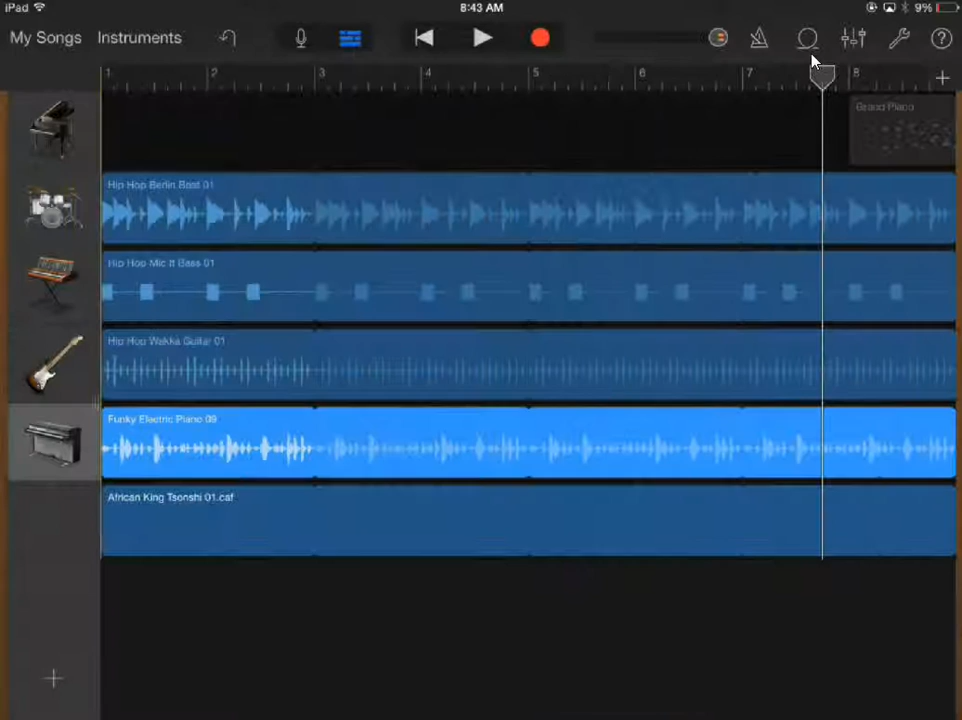 iPad 8:43 AM 9%
My Songs Instruments ?
1 2 3 4 5 6 7 8
Grand Piano
Hip Hop Berlin Beat 01
Hip Hop Mic It Bass 01
Hip Hop Wakka Guitar 01
Funky Electric Piano 09
African King Tsonshi 01.caf